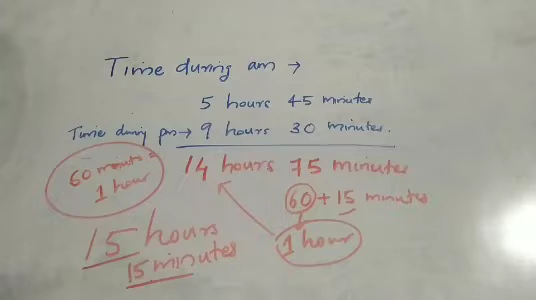 Time during am →
5 hours 45 minutes
Time during pm → 9 hours 30 minutes.
60 minutes =
1 hour
14 hours 75 minutes
60 + 15 minutes
1 hour
15 hours
15 minutes